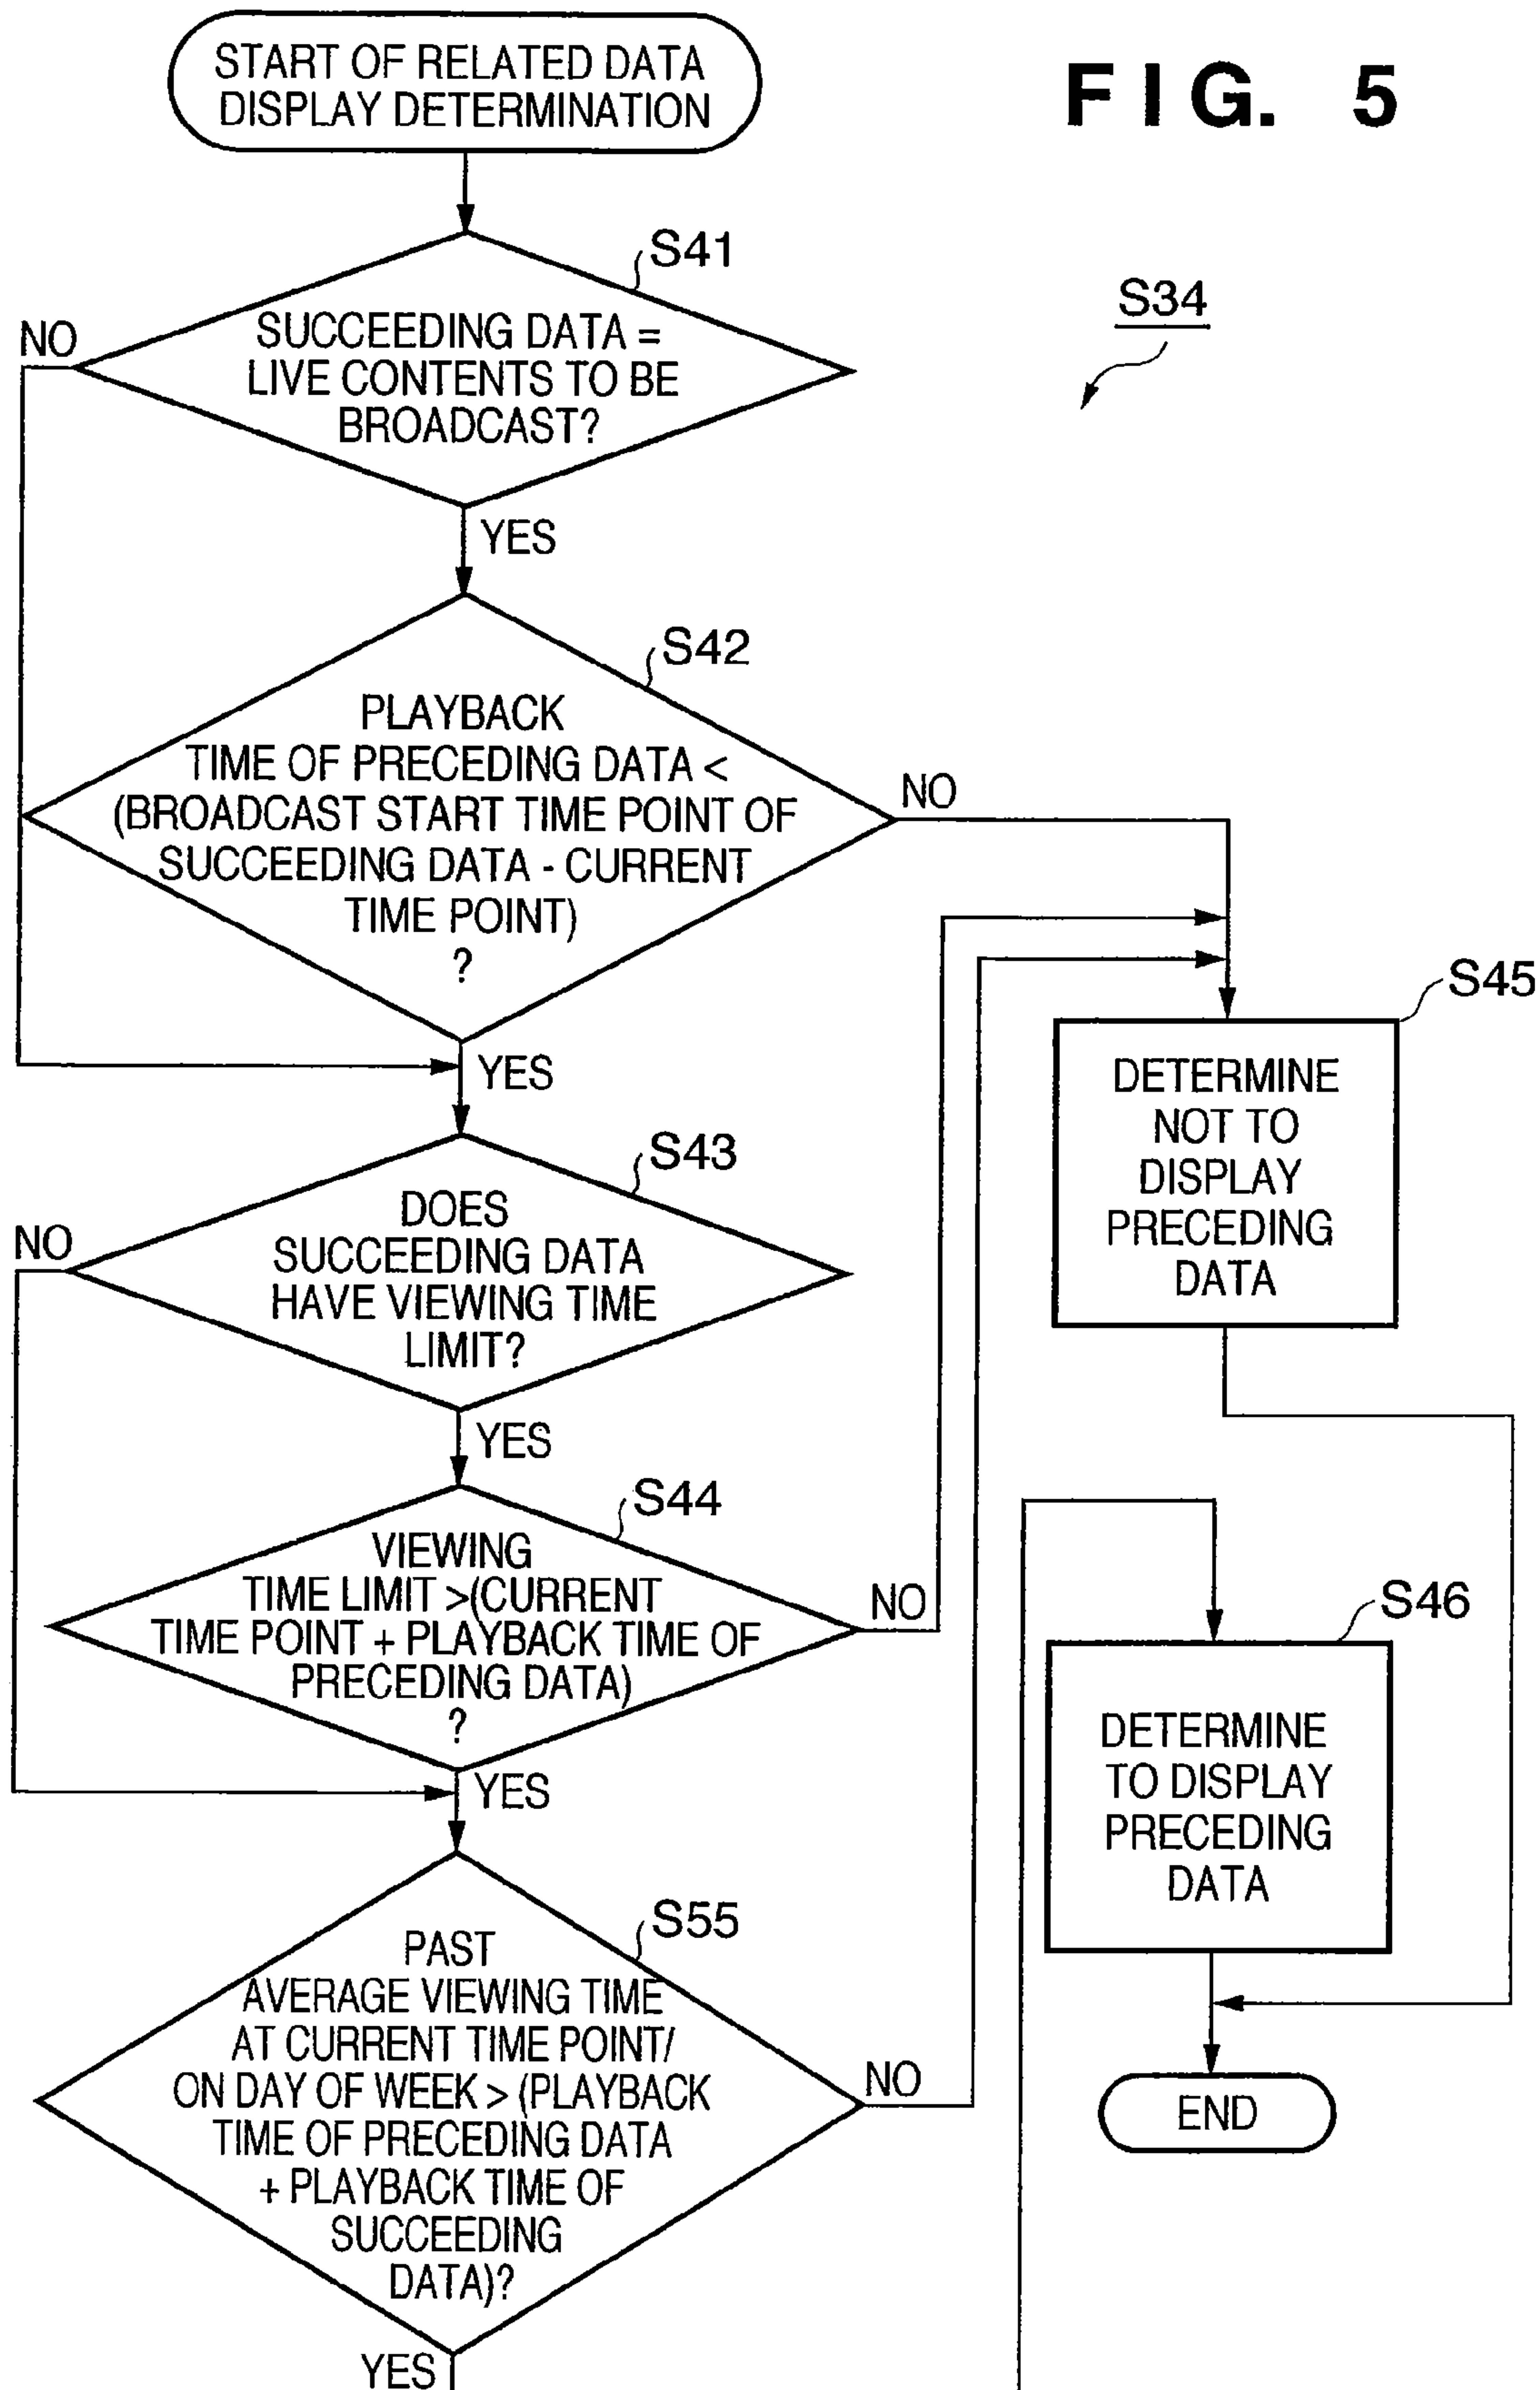 START OF RELATED DATA
DISPLAY DETERMINATION
FIG. 5
S41
S34
NO
SUCCEEDING DATA =
LIVE CONTENTS TO BE
BROADCAST?
YES
S42
PLAYBACK
TIME OF PRECEDING DATA <
(BROADCAST START TIME POINT OF
SUCCEEDING DATA - CURRENT
TIME POINT)
?
NO
YES
S45
DETERMINE
NOT TO
DISPLAY
PRECEDING
DATA
S43
DOES
SUCCEEDING DATA
HAVE VIEWING TIME
LIMIT?
NO
YES
S44
VIEWING
TIME LIMIT >(CURRENT
TIME POINT + PLAYBACK TIME OF
PRECEDING DATA)
?
NO
YES
S46
DETERMINE
TO DISPLAY
PRECEDING
DATA
S55
PAST
AVERAGE VIEWING TIME
AT CURRENT TIME POINT/
ON DAY OF WEEK > (PLAYBACK
TIME OF PRECEDING DATA
+ PLAYBACK TIME OF
SUCCEEDING
DATA)?
NO
YES
END